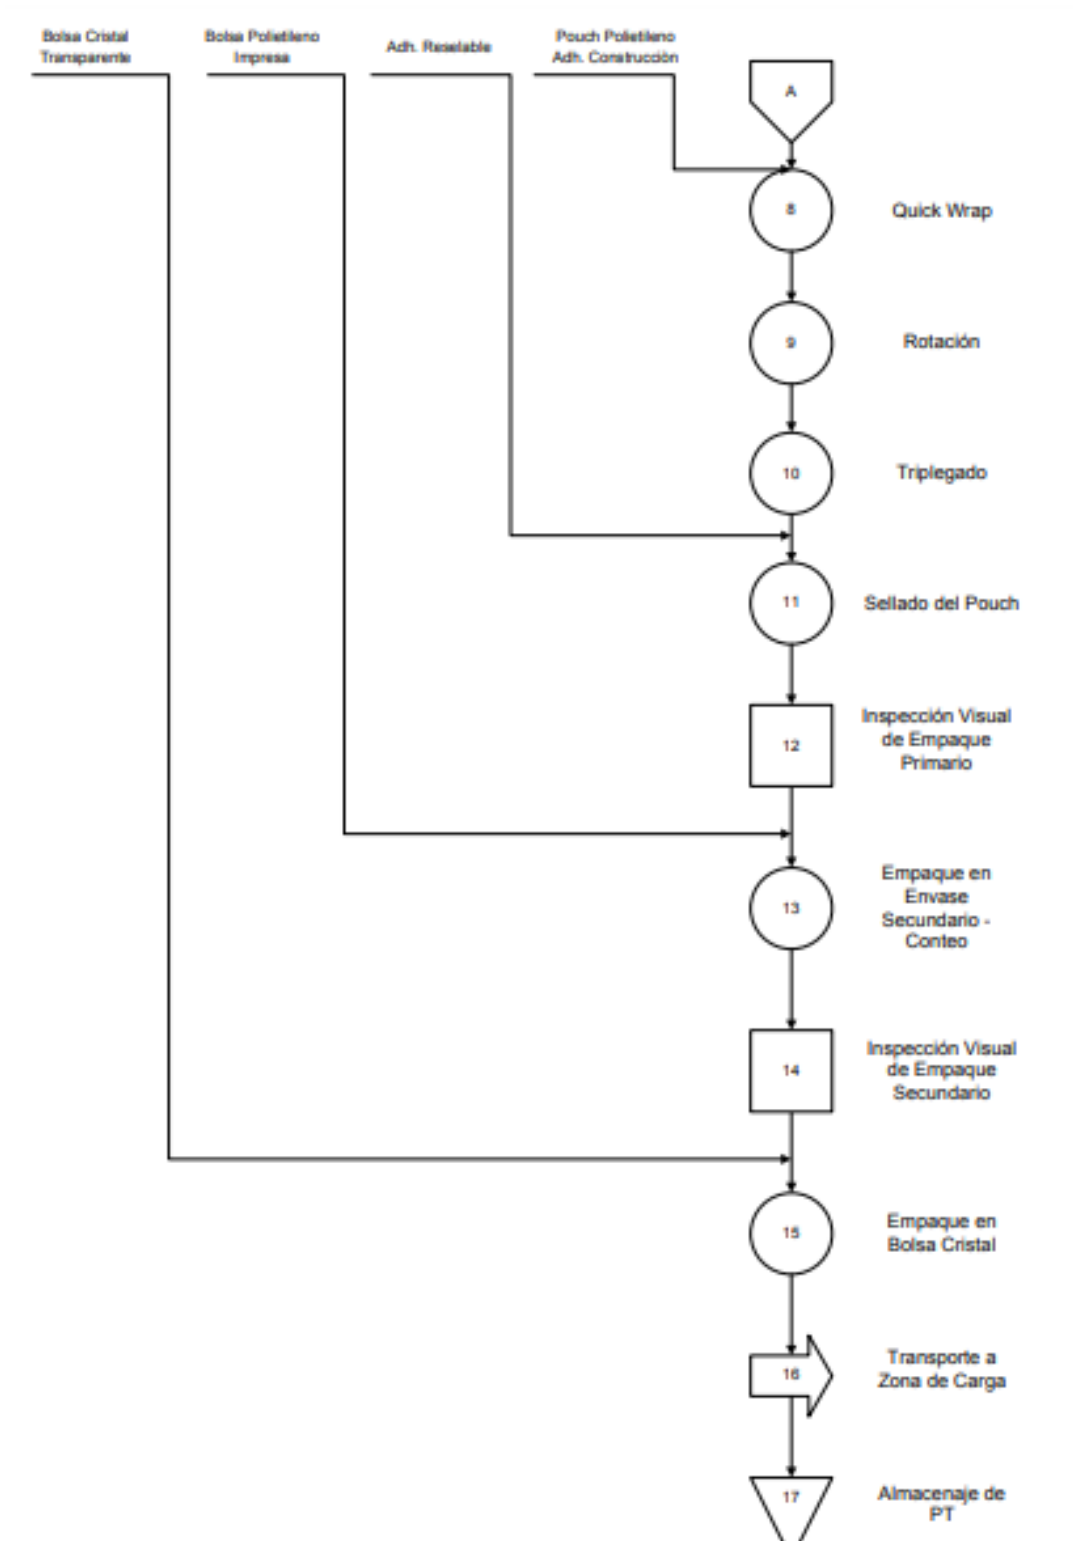 Bolsa Cristal
Transparente
Bolsa Polietileno
Impresa
Adh. Reselable
Pouch Polietileno
Adh. Construcción
A
8
Quick Wrap
9
Rotación
10
Triplegado
11
Sellado del Pouch
12
Inspección Visual
de Empaque
Primario
13
Empaque en
Envase
Secundario -
Conteo
14
Inspección Visual
de Empaque
Secundario
15
Empaque en
Bolsa Cristal
16
Transporte a
Zona de Carga
17
Almacenaje de
PT